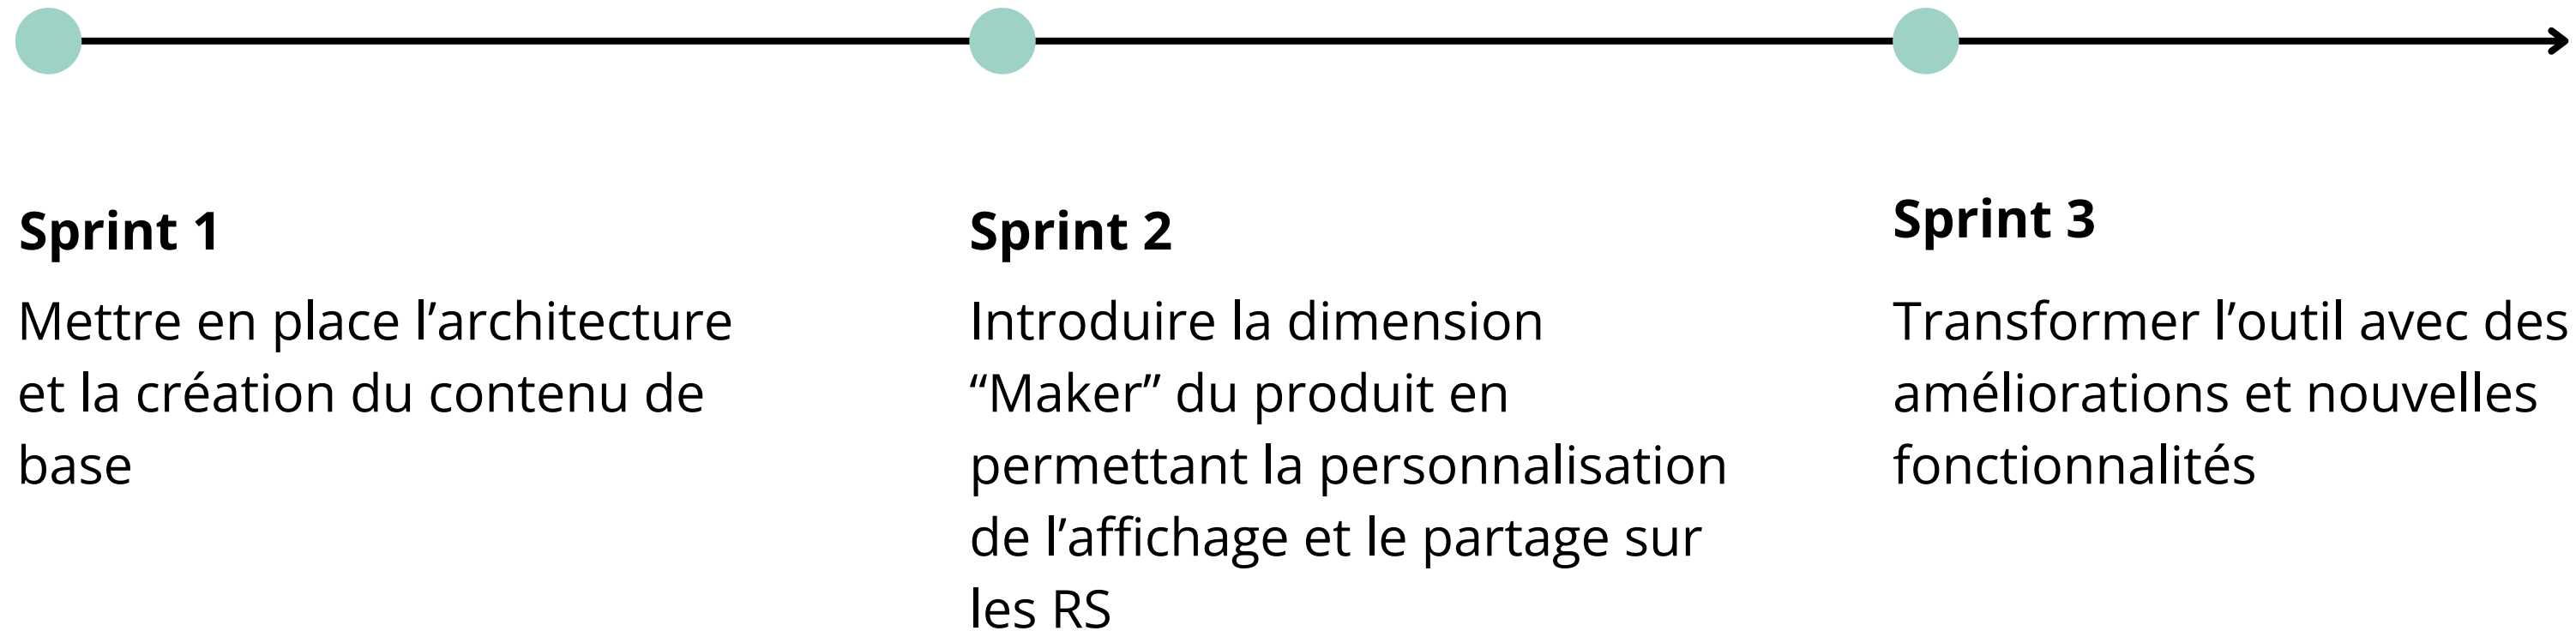 Sprint 1
Mettre en place l’architecture
et la création du contenu de
base
Sprint 2
Introduire la dimension
“Maker” du produit en
permettant la personnalisation
de l’affichage et le partage sur
les RS
Sprint 3
Transformer l’outil avec des
améliorations et nouvelles
fonctionnalités